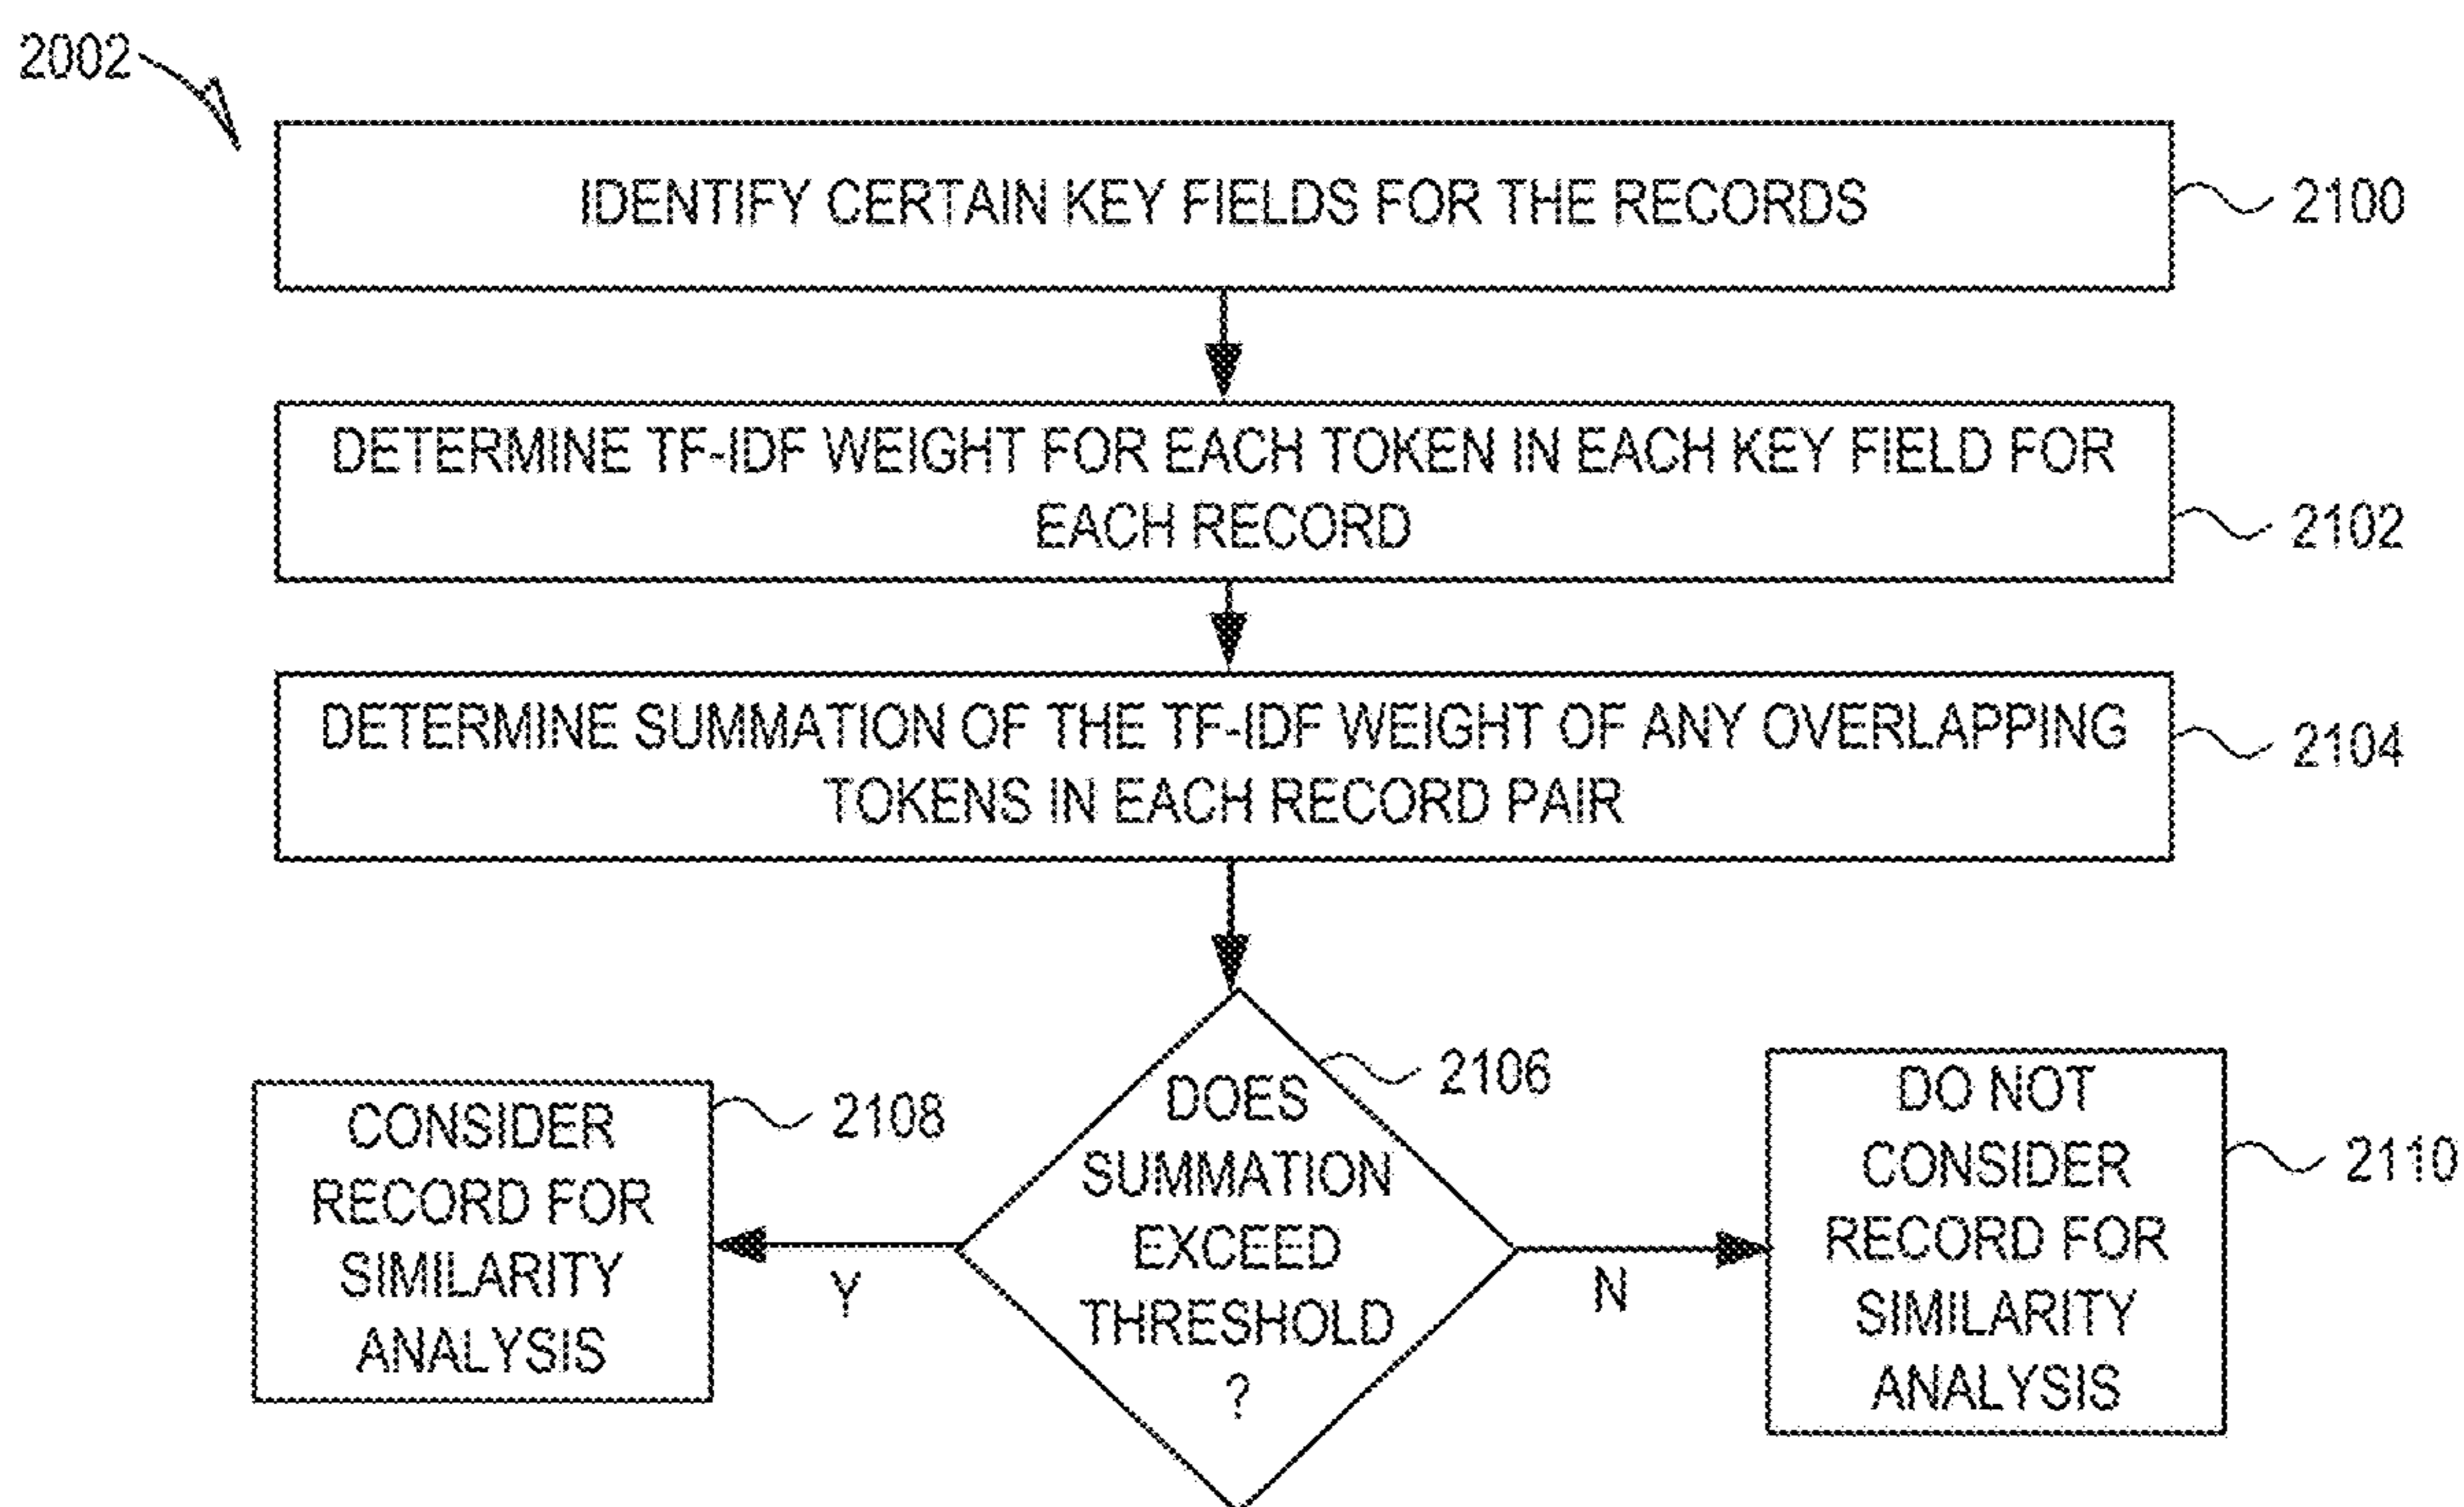 2002
IDENTIFY CERTAIN KEY FIELDS FOR THE RECORDS
2100
DETERMINE TF-IDF WEIGHT FOR EACH TOKEN IN EACH KEY FIELD FOR
EACH RECORD
2102
DETERMINE SUMMATION OF THE TF-IDF WEIGHT OF ANY OVERLAPPING
TOKENS IN EACH RECORD PAIR
2104
DOES
SUMMATION
EXCEED
THRESHOLD
?
2106
Y
CONSIDER
RECORD FOR
SIMILARITY
ANALYSIS
2108
N
DO NOT
CONSIDER
RECORD FOR
SIMILARITY
ANALYSIS
2110